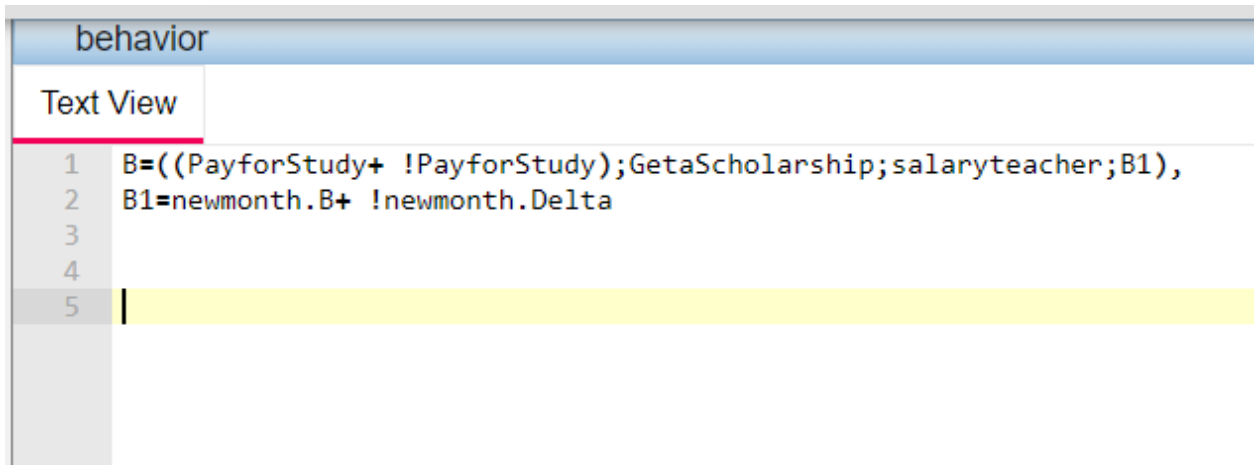 behavior
Text View
1 B=((PayforStudy+ !PayforStudy);GetaScholarship;salaryteacher;B1),
2 B1=newmonth.B+ !newmonth.Delta
3
4
5